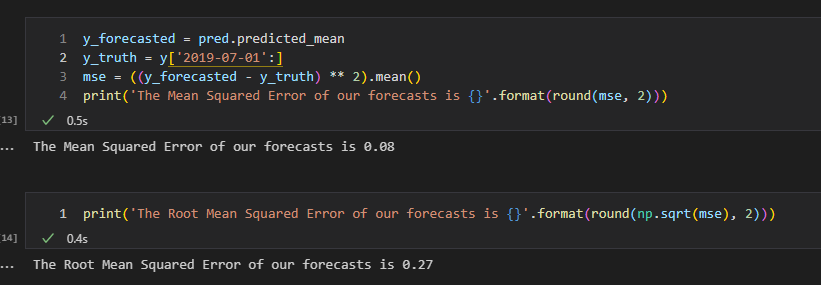 1 y_forecasted = pred.predicted_mean
2 y_truth = y['2019-07-01':]
3 mse = ((y_forecasted - y_truth) ** 2).mean()
4 print('The Mean Squared Error of our forecasts is {}'.format(round(mse, 2)))
[13] ✓ 0.5s
... The Mean Squared Error of our forecasts is 0.08
1 print('The Root Mean Squared Error of our forecasts is {}'.format(round(np.sqrt(mse), 2)))
[14] ✓ 0.4s
... The Root Mean Squared Error of our forecasts is 0.27